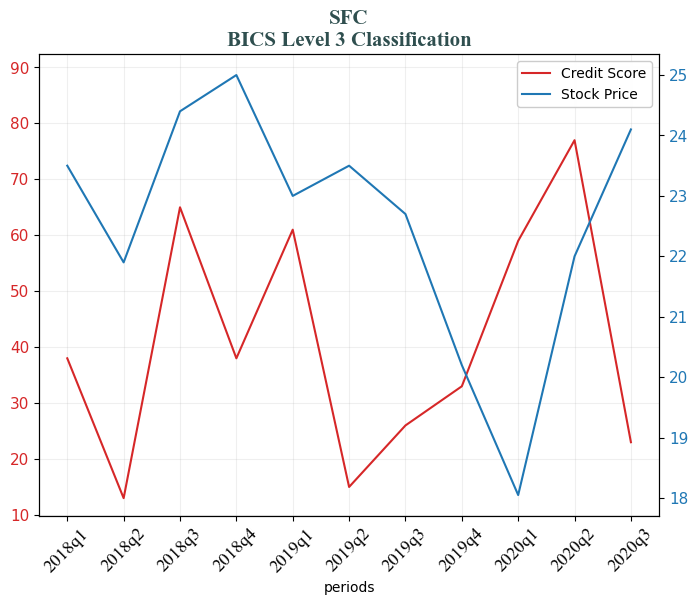 SFC
BICS Level 3 Classification
Credit Score
Stock Price
90
80
70
60
50
40
30
20
10
25
24
23
22
21
20
19
18
2018q1
2018q2
2018q3
2018q4
2019q1
2019q2
2019q3
2019q4
2020q1
2020q2
2020q3
periods